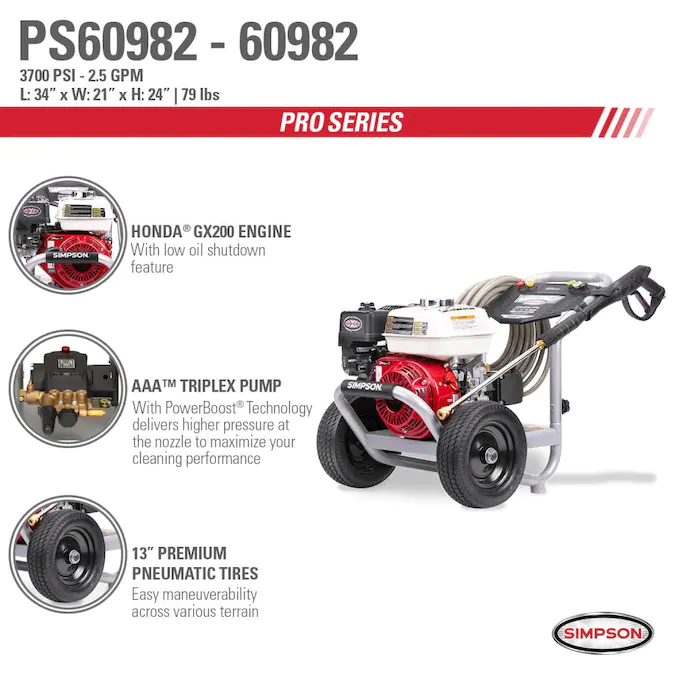 PS60982 - 60982
3700 PSI - 2.5 GPM
L: 34″ x W: 21″ x H: 24″ | 79 lbs
PRO SERIES
SIMPSON
HONDA® GX200 ENGINE
With low oil shutdown
feature
AAA™ TRIPLEX PUMP
With PowerBoost® Technology
delivers higher pressure at
the nozzle to maximize your
cleaning performance
SIMPSON
13″ PREMIUM
PNEUMATIC TIRES
Easy maneuverability
across various terrain
SIMPSON